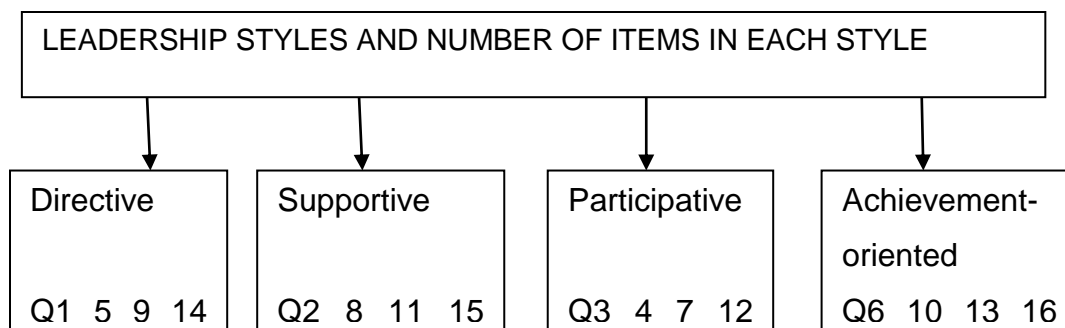 LEADERSHIP STYLES AND NUMBER OF ITEMS IN EACH STYLE
Directive
Q1 5 9 14
Supportive
Q2 8 11 15
Participative
Q3 4 7 12
Achievement-
oriented
Q6 10 13 16